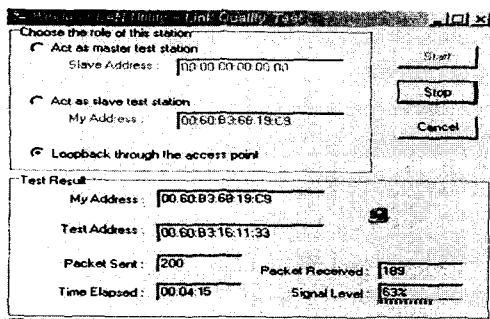 Link Quality Test
Choose the role of this station
Act as master test station
Slave Address : 00:00:00:00:00:00
Start
Act as slave test station
Stop
My Address : 00:60:B3:68:19:C9
Cancel
Loopback through the access point
Test Result
My Address : 00:60:B3:68:19:C9
Test Address : 00:60:B3:16:11:33
Packet Sent : 200
Packet Received : 189
Time Elapsed : 00:04:15
Signal Level : 63%